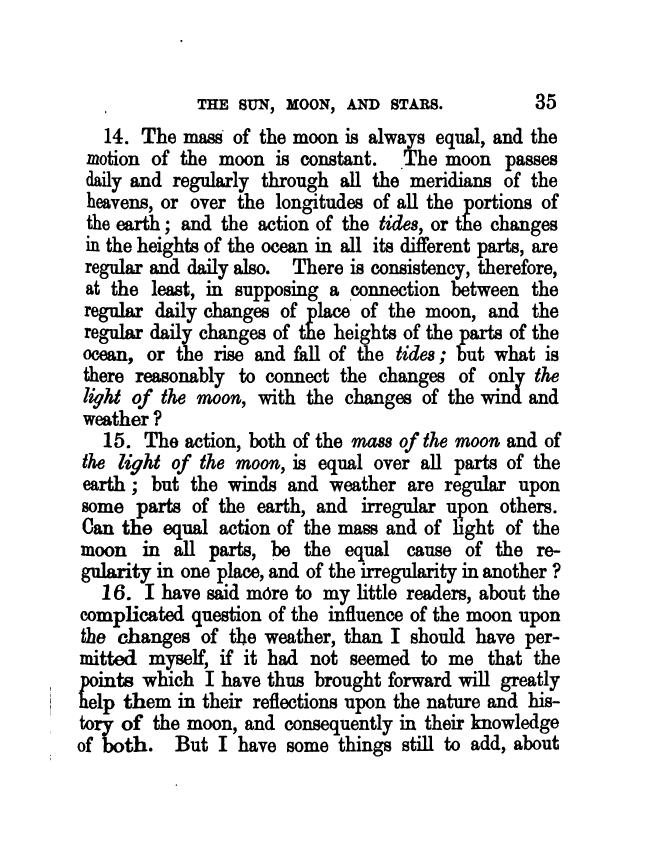 THE SUN, MOON, AND STARS. 35
14. The mass of the moon is always equal, and the
motion of the moon is constant. The moon passes
daily and regularly through all the meridians of the
heavens, or over the longitudes of all the portions of
the earth; and the action of the tides, or the changes
in the heights of the ocean in all its different parts, are
regular and daily also. There is consistency, therefore,
at the least, in supposing a connection between the
regular daily changes of place of the moon, and the
regular daily changes of the heights of the parts of the
ocean, or the rise and fall of the tides; but what is
there reasonably to connect the changes of only the
light of the moon, with the changes of the wind and
weather?
15. The action, both of the mass of the moon and of
the light of the moon, is equal over all parts of the
earth; but the winds and weather are regular upon
some parts of the earth, and irregular upon others.
Can the equal action of the mass and of light of the
moon in all parts, be the equal cause of the re-
gularity in one place, and of the irregularity in another?
16. I have said more to my little readers, about the
complicated question of the influence of the moon upon
the changes of the weather, than I should have per-
mitted myself, if it had not seemed to me that the
points which I have thus brought forward will greatly
help them in their reflections upon the nature and his-
tory of the moon, and consequently in their knowledge
of both. But I have some things still to add, about